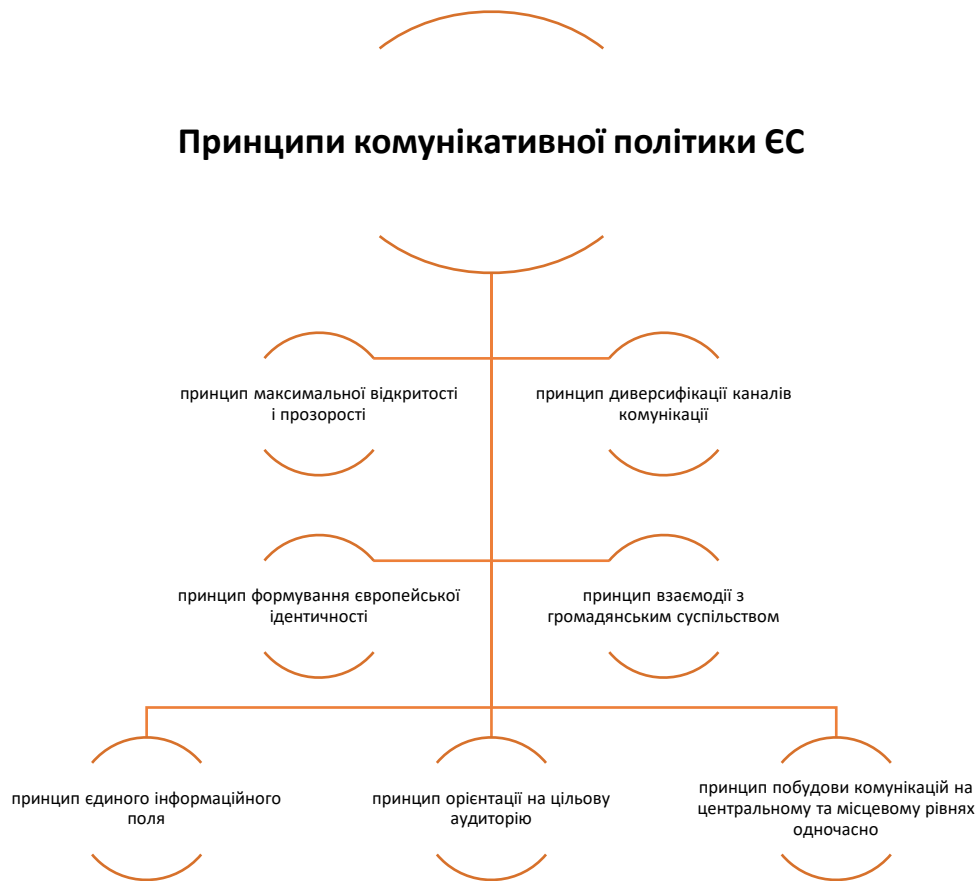 Принципи комунікативної політики ЄС
принцип максимальної відкритості
і прозорості
принцип диверсифікації каналів
комунікації
принцип формування європейської
ідентичності
принцип взаємодії з
громадянським суспільством
принцип єдиного інформаційного
поля
принцип орієнтації на цільову
аудиторію
принцип побудови комунікацій на
центральному та місцевому рівнях
одночасно